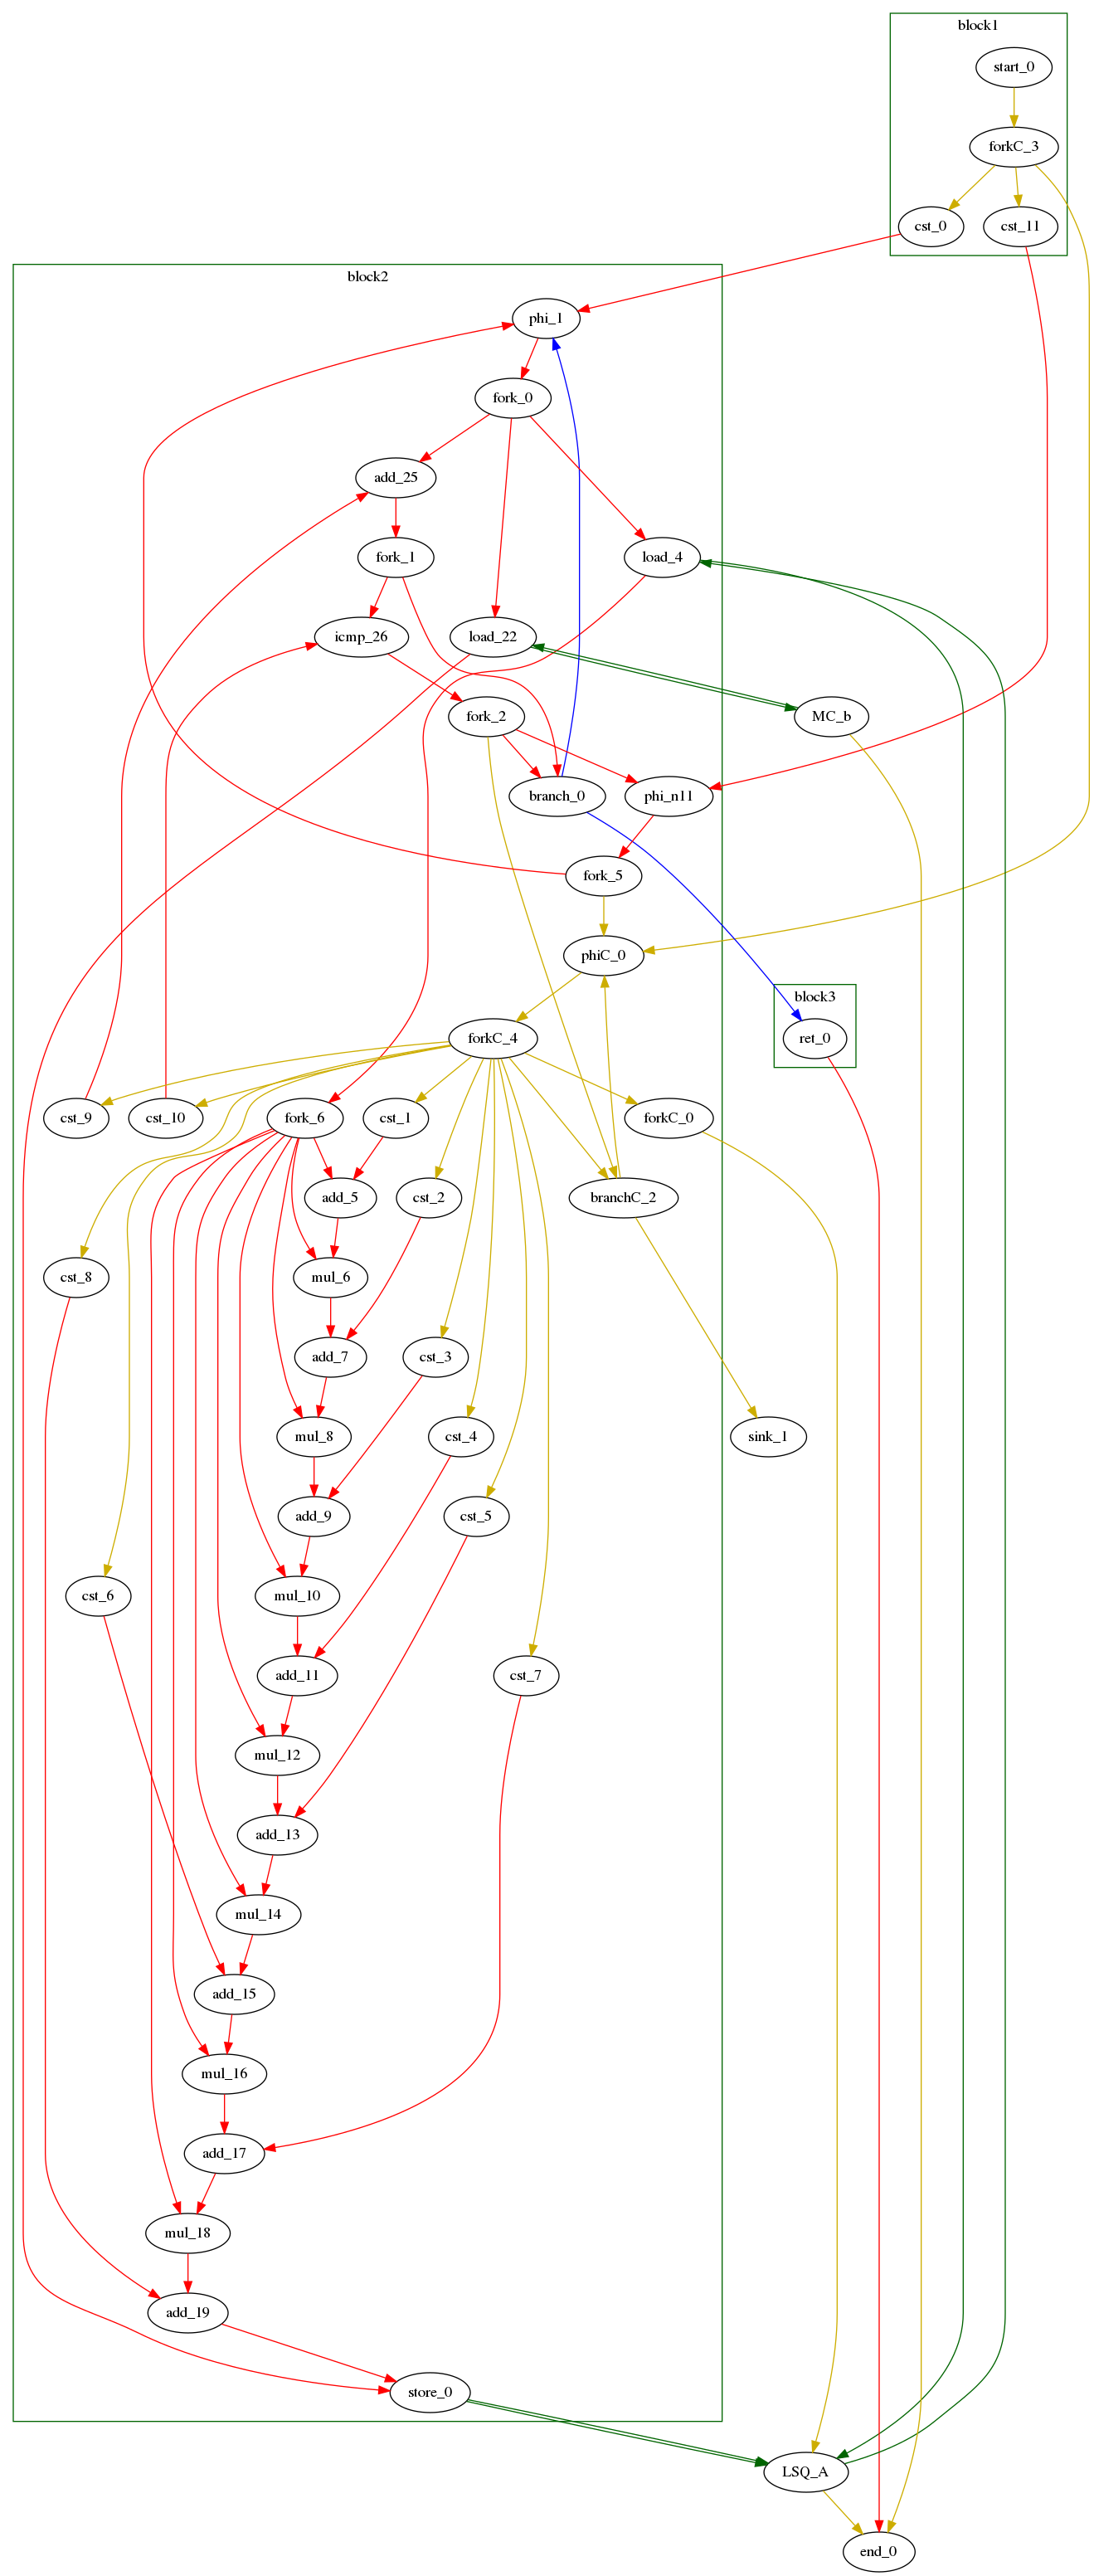 block1
start_0
forkC_3
cst_0
cst_11
block2
phi_1
fork_0
add_25
fork_1
load_4
icmp_26
load_22
fork_2
MC_b
branch_0
phi_n11
fork_5
phiC_0
block3
forkC_4
ret_0
cst_9
cst_10
fork_6
cst_1
forkC_0
add_5
cst_2
branchC_2
cst_8
mul_6
add_7
cst_3
mul_8
cst_4
sink_1
add_9
cst_5
cst_6
mul_10
add_11
cst_7
mul_12
add_13
mul_14
add_15
mul_16
add_17
mul_18
add_19
store_0
LSQ_A
end_0